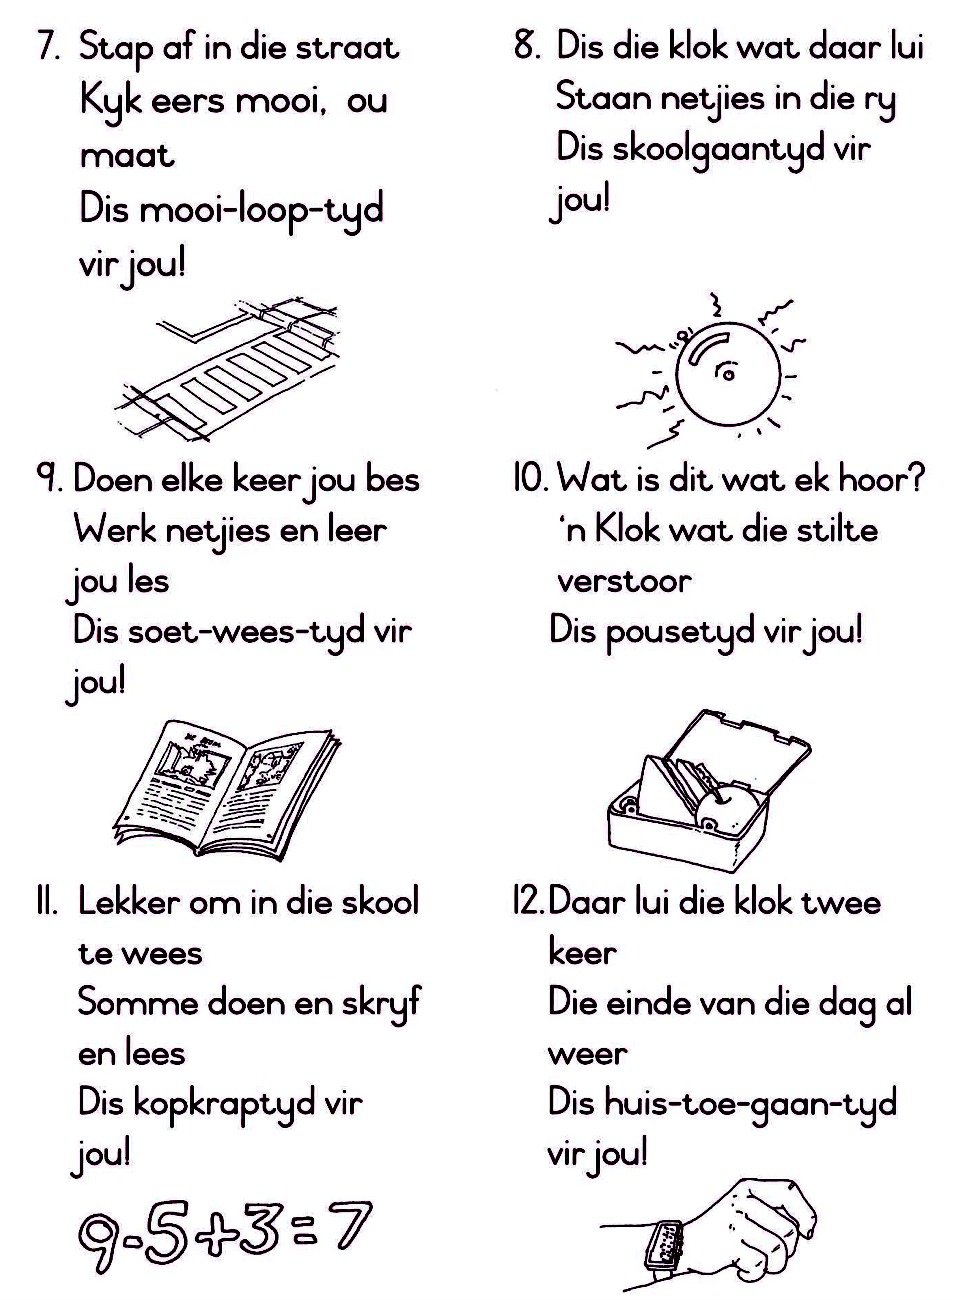 7. Stap af in die straat
Kyk eers mooi, ou
maat
Dis mooi-loop-tyd
vir jou!
8. Dis die klok wat daar lui
Staan netjies in die ry
Dis skoolgaantyd vir
jou!
9. Doen elke keer jou bes
Werk netjies en leer
jou les
Dis soet-wees-tyd vir
jou!
10. Wat is dit wat ek hoor?
'n Klok wat die stilte
verstoor
Dis pousetyd vir jou!
11. Lekker om in die skool
te wees
Somme doen en skryf
en lees
Dis kopkraptyd vir
jou!
9-5+3=7
12. Daar lui die klok twee
keer
Die einde van die dag al
weer
Dis huis-toe-gaan-tyd
vir jou!